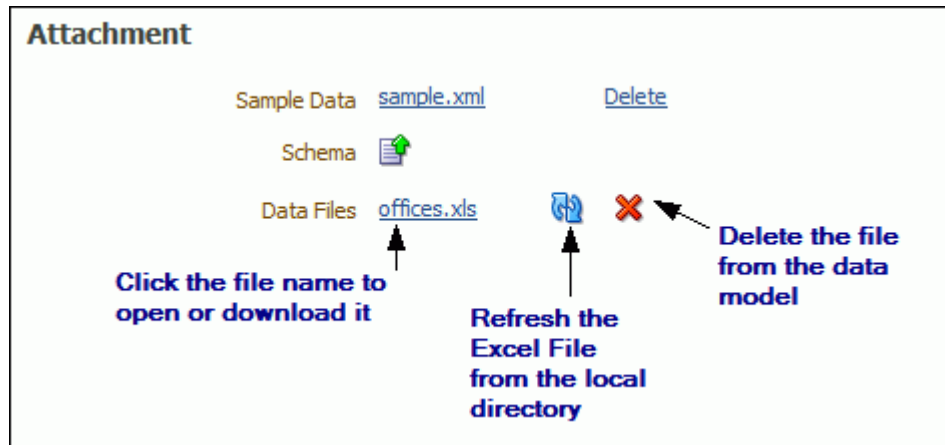 Attachment
Sample Data sample.xml Delete
Schema
Data Files offices.xls
Click the file name to
open or download it
Refresh the
Excel File
from the local
directory
Delete the file
from the data
model